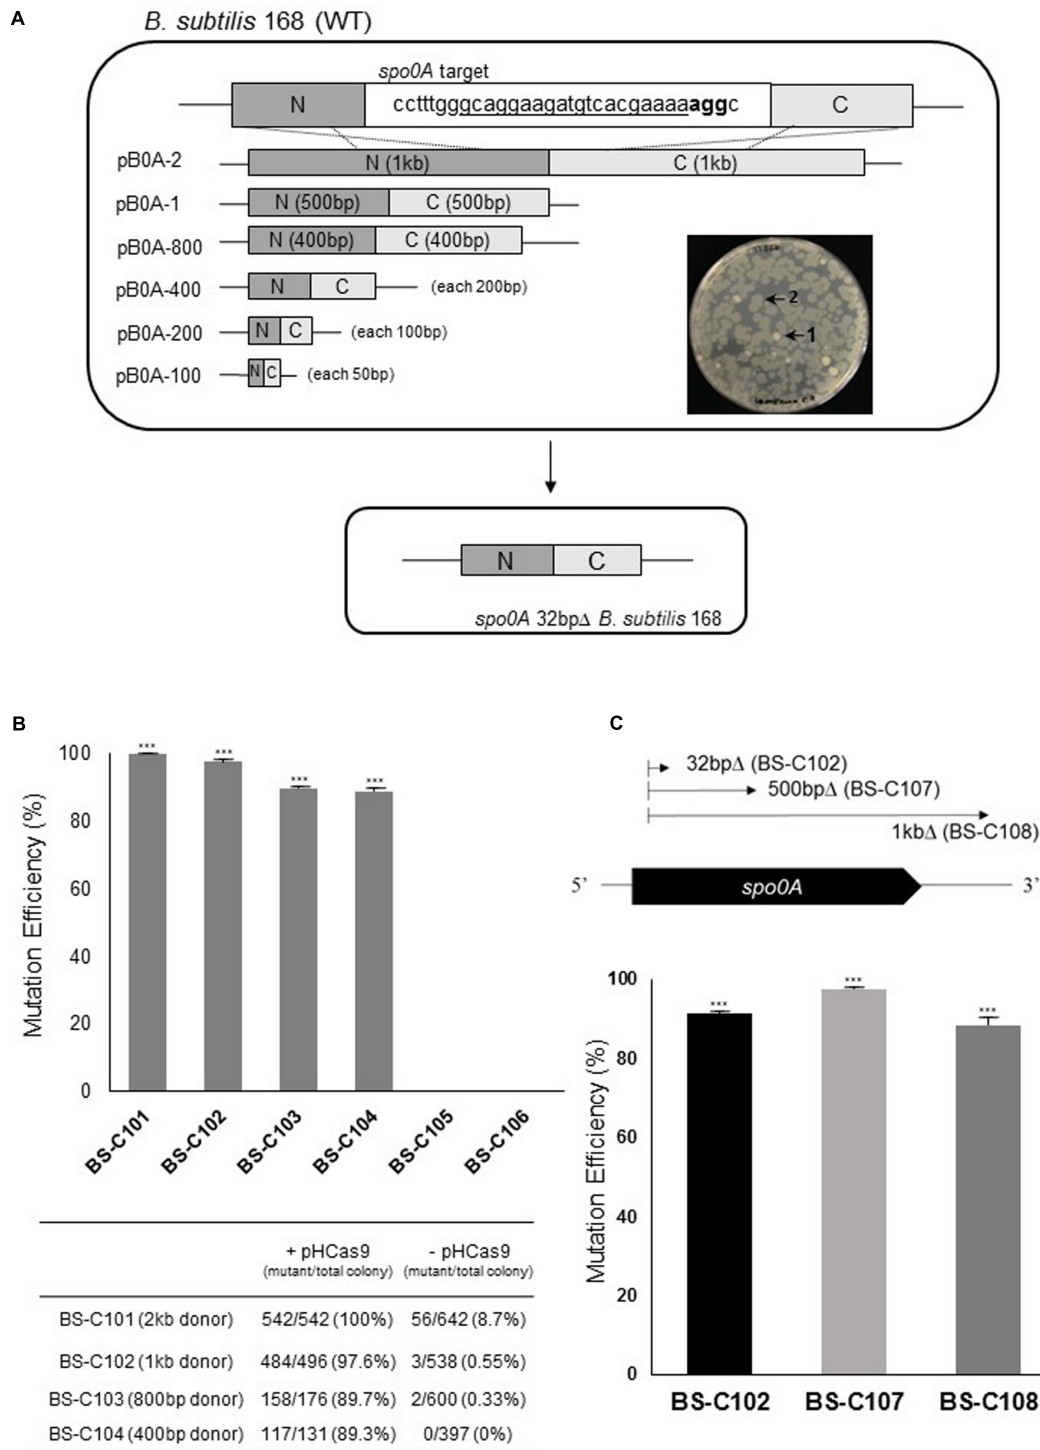 A
B. subtilis 168 (WT)
spo0A target
N
cctttgggcaggaagatgtcacgaaaaaggc
C
pB0A-2
N (1kb)
C (1kb)
pB0A-1
N (500bp)
C (500bp)
pB0A-800
N (400bp)
C (400bp)
pB0A-400
N
C
(each 200bp)
pB0A-200
N
C
(each 100bp)
pB0A-100
N
C
(each 50bp)
2
1
N
C
spo0A 32bpΔ B. subtilis 168
B
Mutation Efficiency (%)
100
80
60
40
20
0
***
***
***
***
BS-C101
BS-C102
BS-C103
BS-C104
BS-C105
BS-C106
+ pHCas9 - pHCas9
(mutant/total colony) (mutant/total colony)
BS-C101 (2kb donor) 542/542 (100%) 56/642 (8.7%)
BS-C102 (1kb donor) 484/496 (97.6%) 3/538 (0.55%)
BS-C103 (800bp donor) 158/176 (89.7%) 2/600 (0.33%)
BS-C104 (400bp donor) 117/131 (89.3%) 0/397 (0%)
C
32bpΔ (BS-C102)
500bpΔ (BS-C107)
1kbΔ (BS-C108)
5’
spo0A
3’
Mutation Efficiency (%)
100
80
60
40
20
0
***
***
***
BS-C102
BS-C107
BS-C108